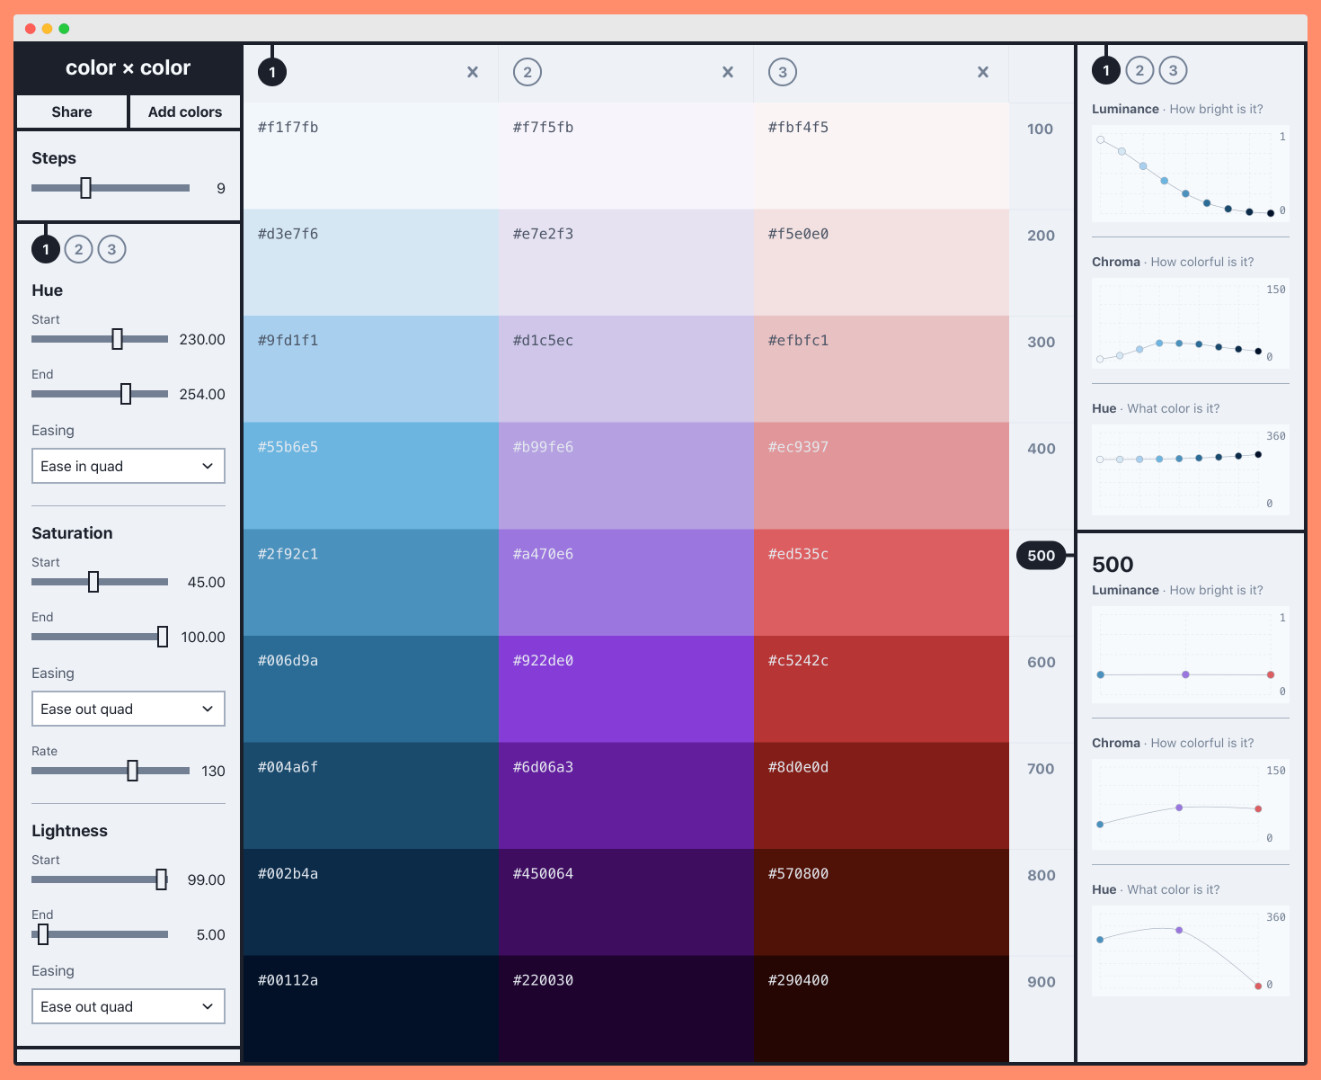 color × color
Share
Add colors
Steps
9
1 2 3
Hue
Start
230.00
End
254.00
Easing
Ease in quad
Saturation
Start
45.00
End
100.00
Easing
Ease out quad
Rate
130
Lightness
Start
99.00
End
5.00
Easing
Ease out quad
1 × 2 × 3 ×
#f1f7fb #f7f5fb #fbf4f5 100
#d3e7f6 #e7e2f3 #f5e0e0 200
#9fd1f1 #d1c5ec #efbfc1 300
#55b6e5 #b99fe6 #ec9397 400
#2f92c1 #a470e6 #ed535c 500
#006d9a #922de0 #c5242c 600
#004a6f #6d06a3 #8d0e0d 700
#002b4a #450064 #570800 800
#00112a #220030 #290400 900
1 2 3
Luminance · How bright is it?
1
0
Chroma · How colorful is it?
150
0
Hue · What color is it?
360
0
500
Luminance · How bright is it?
1
0
Chroma · How colorful is it?
150
0
Hue · What color is it?
360
0